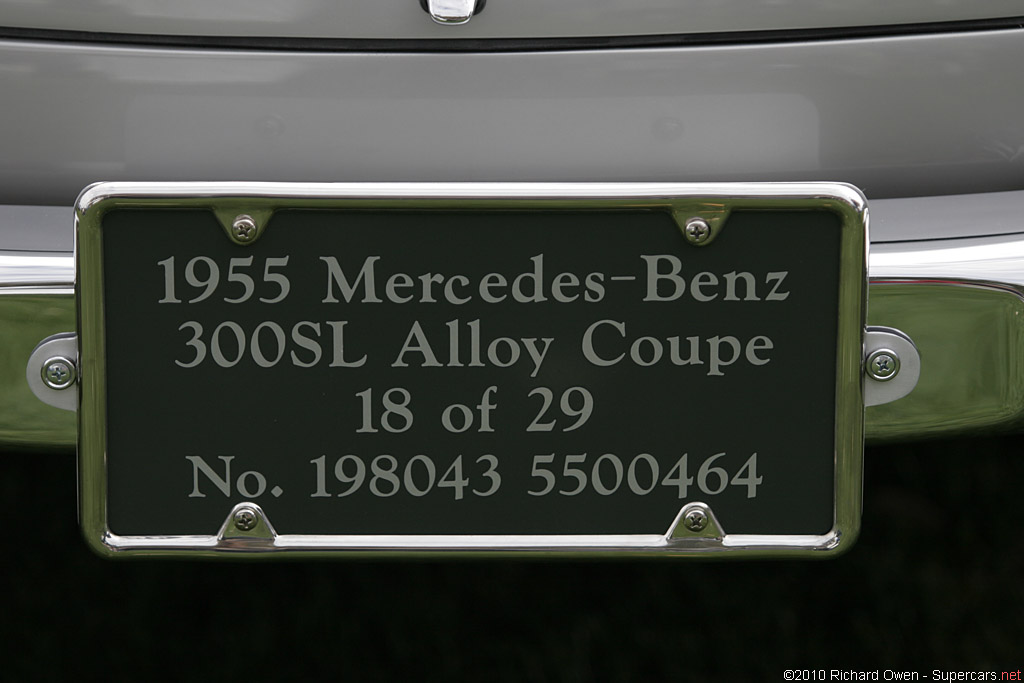 1955 Mercedes-Benz
300SL Alloy Coupe
18 of 29
No. 198043 5500464
©2010 Richard Owen - Supercars.net